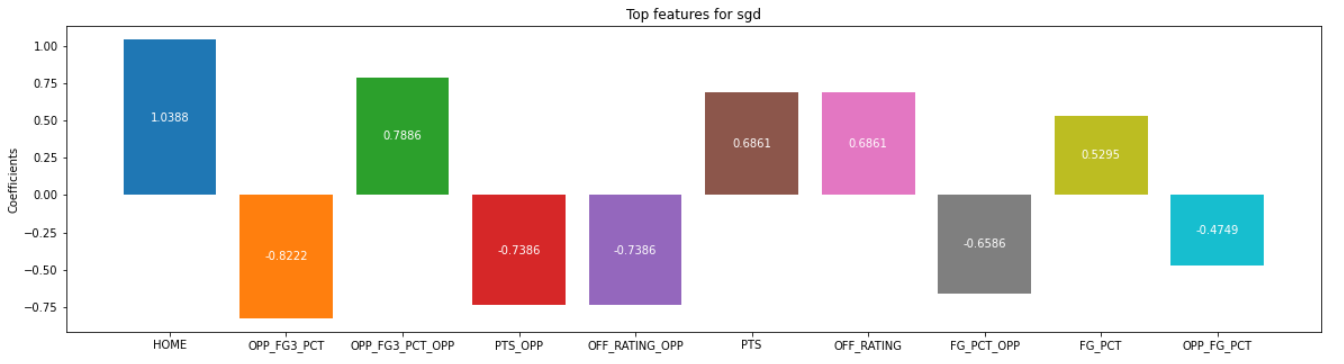 Top features for sgd
Coefficients
1.00
0.75
0.50
0.25
0.00
−0.25
−0.50
−0.75
1.0388
-0.8222
0.7886
-0.7386
-0.7386
0.6861
0.6861
-0.6586
0.5295
-0.4749
HOME
OPP_FG3_PCT
OPP_FG3_PCT_OPP
PTS_OPP
OFF_RATING_OPP
PTS
OFF_RATING
FG_PCT_OPP
FG_PCT
OPP_FG_PCT